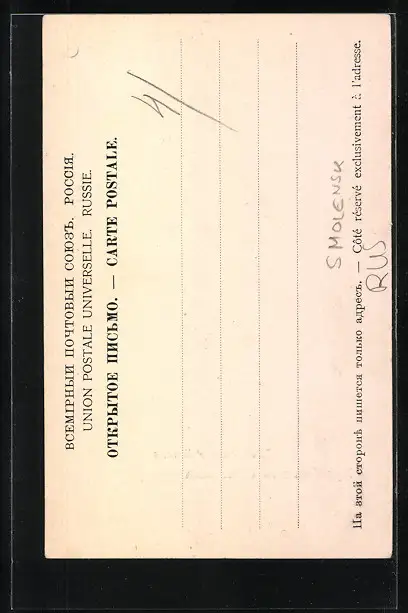 ВСЕМІРНЫЙ ПОЧТОВЫЙ СОЮЗЪ. РОССІЯ.
UNION POSTALE UNIVERSELLE. RUSSIE.
ОТКРЫТОЕ ПИСЬМО. — CARTE POSTALE.
4/
SMOLENSK
RUS
На этой сторонѣ пишется только адресъ. — Côté réservé exclusivement à l'adresse.